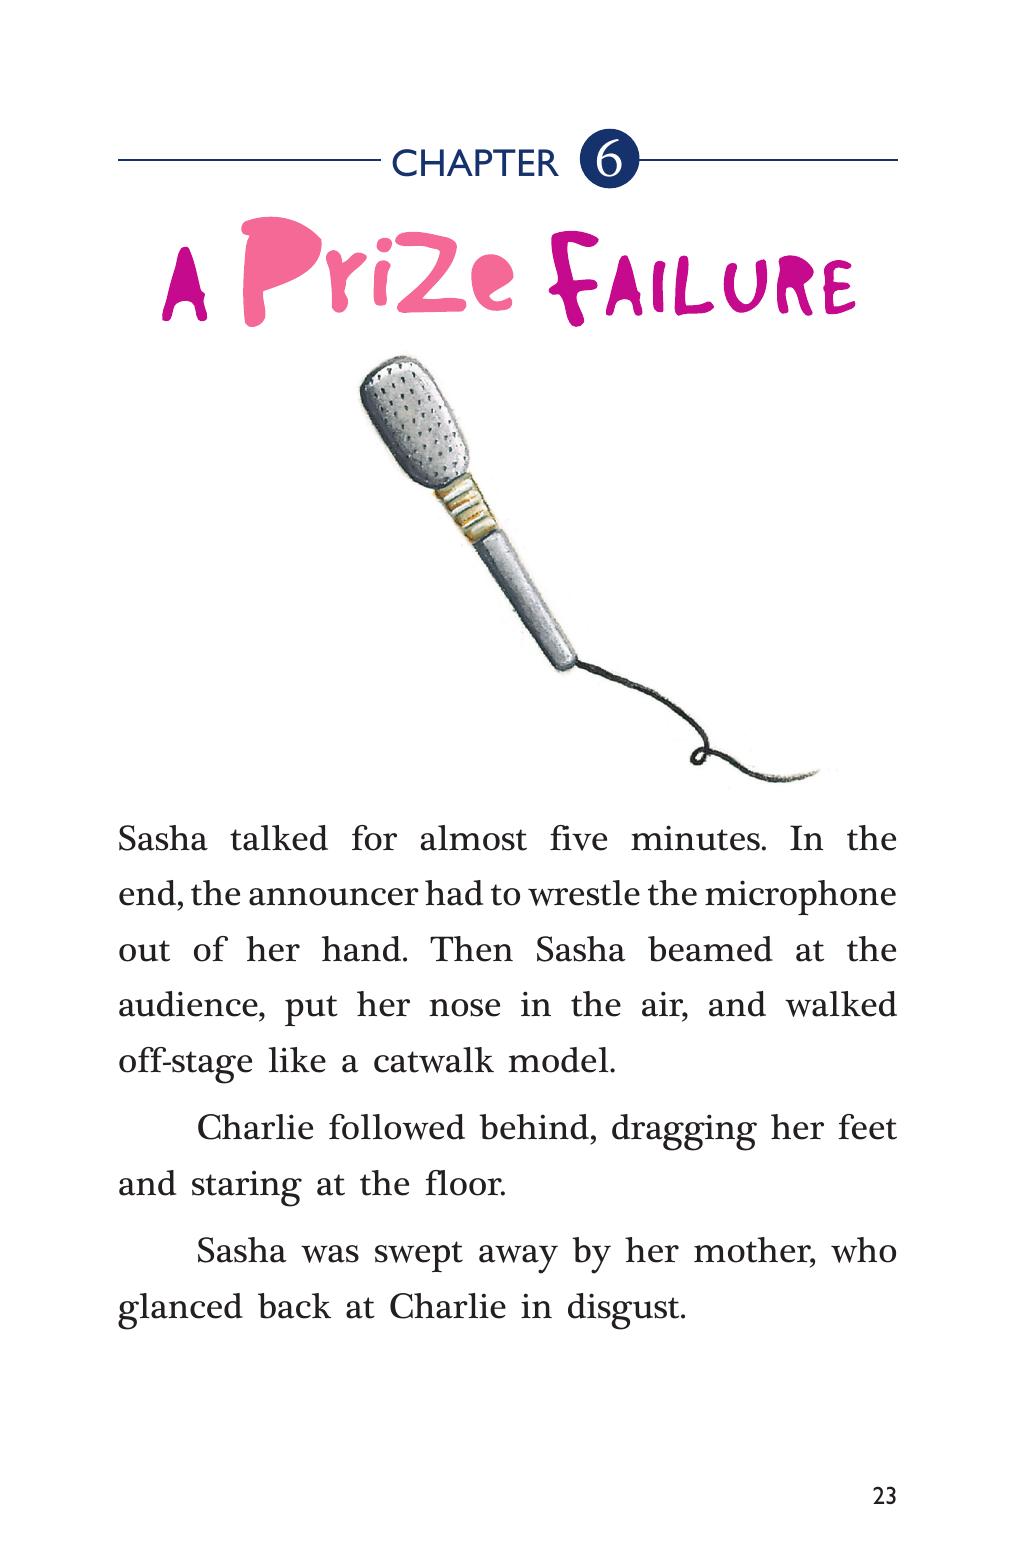 CHAPTER 6
A Prize Failure
Sasha talked for almost five minutes. In the
end, the announcer had to wrestle the microphone
out of her hand. Then Sasha beamed at the
audience, put her nose in the air, and walked
off-stage like a catwalk model.
Charlie followed behind, dragging her feet
and staring at the floor.
Sasha was swept away by her mother, who
glanced back at Charlie in disgust.
23